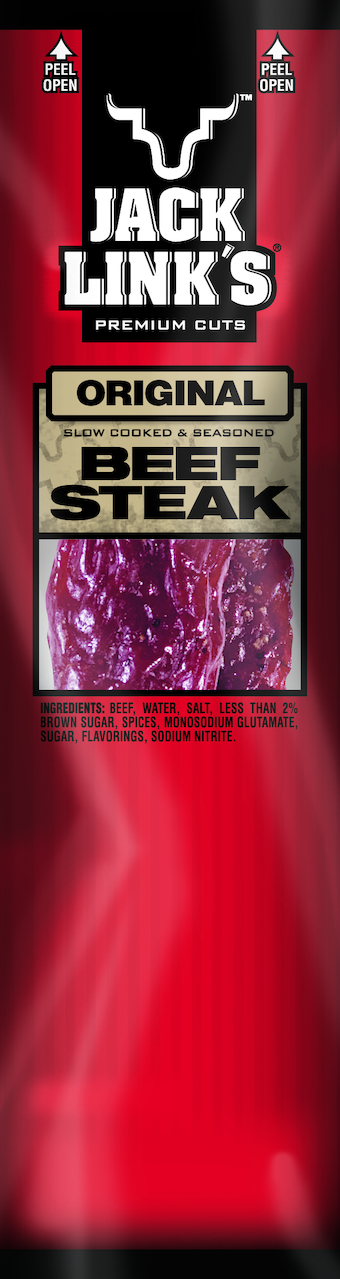 PEEL
OPEN
PEEL
OPEN
™
JACK
LINK'S®
PREMIUM CUTS
ORIGINAL
SLOW COOKED & SEASONED
BEEF
STEAK
INGREDIENTS: BEEF, WATER, SALT, LESS THAN 2%
BROWN SUGAR, SPICES, MONOSODIUM GLUTAMATE,
SUGAR, FLAVORINGS, SODIUM NITRITE.